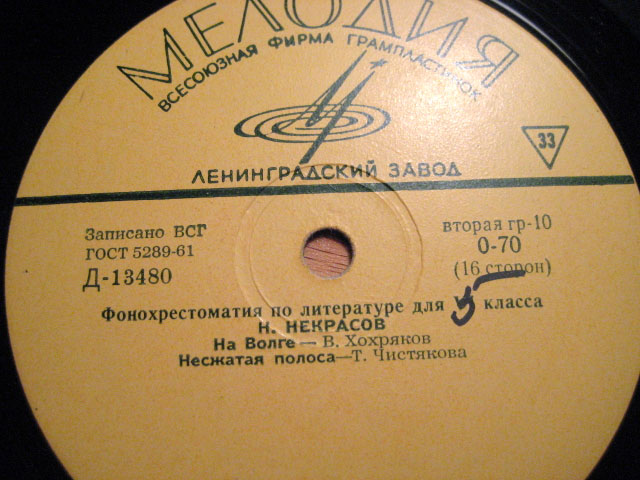 МЕЛОДИЯ
ВСЕСОЮЗНАЯ ФИРМА ГРАМПЛАСТИНОК
33
ЛЕНИНГРАДСКИЙ ЗАВОД
Записано ВСГ
ГОСТ 5289-61
Д-13480
вторая гр-10
0-70
(16 сторон)
Фонохрестоматия по литературе для 5 класса
Н. НЕКРАСОВ
На Волге — В. Хохряков
Несжатая полоса—Т. Чистякова